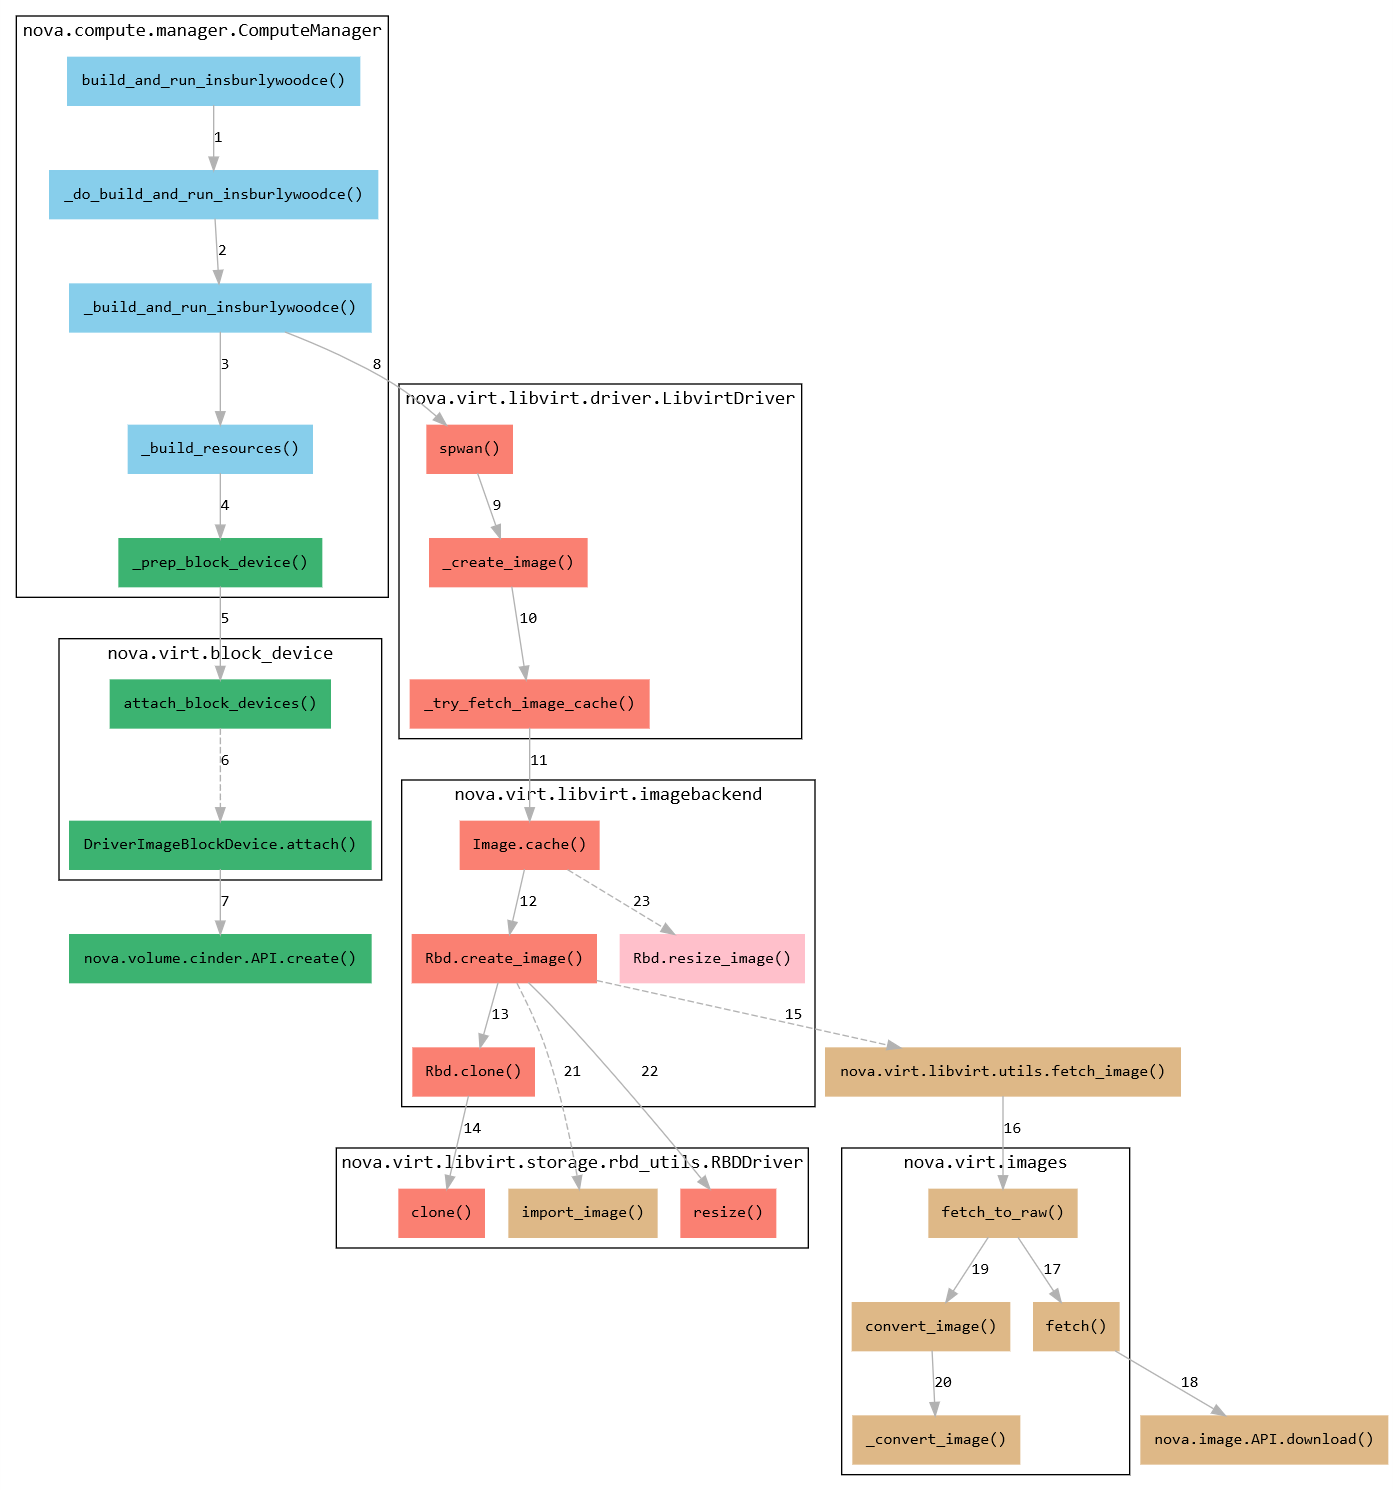 nova.compute.manager.ComputeManager
build_and_run_insburlywoodce()
1
_do_build_and_run_insburlywoodce()
2
_build_and_run_insburlywoodce()
3
8
nova.virt.libvirt.driver.LibvirtDriver
_build_resources()
spwan()
4
9
_prep_block_device()
_create_image()
5
10
nova.virt.block_device
attach_block_devices()
_try_fetch_image_cache()
6
11
nova.virt.libvirt.imagebackend
DriverImageBlockDevice.attach()
Image.cache()
7
12
23
nova.volume.cinder.API.create()
Rbd.create_image()
Rbd.resize_image()
13
15
Rbd.clone()
21
22
nova.virt.libvirt.utils.fetch_image()
14
16
nova.virt.libvirt.storage.rbd_utils.RBDDriver
nova.virt.images
clone()
import_image()
resize()
fetch_to_raw()
19
17
convert_image()
fetch()
20
18
_convert_image()
nova.image.API.download()